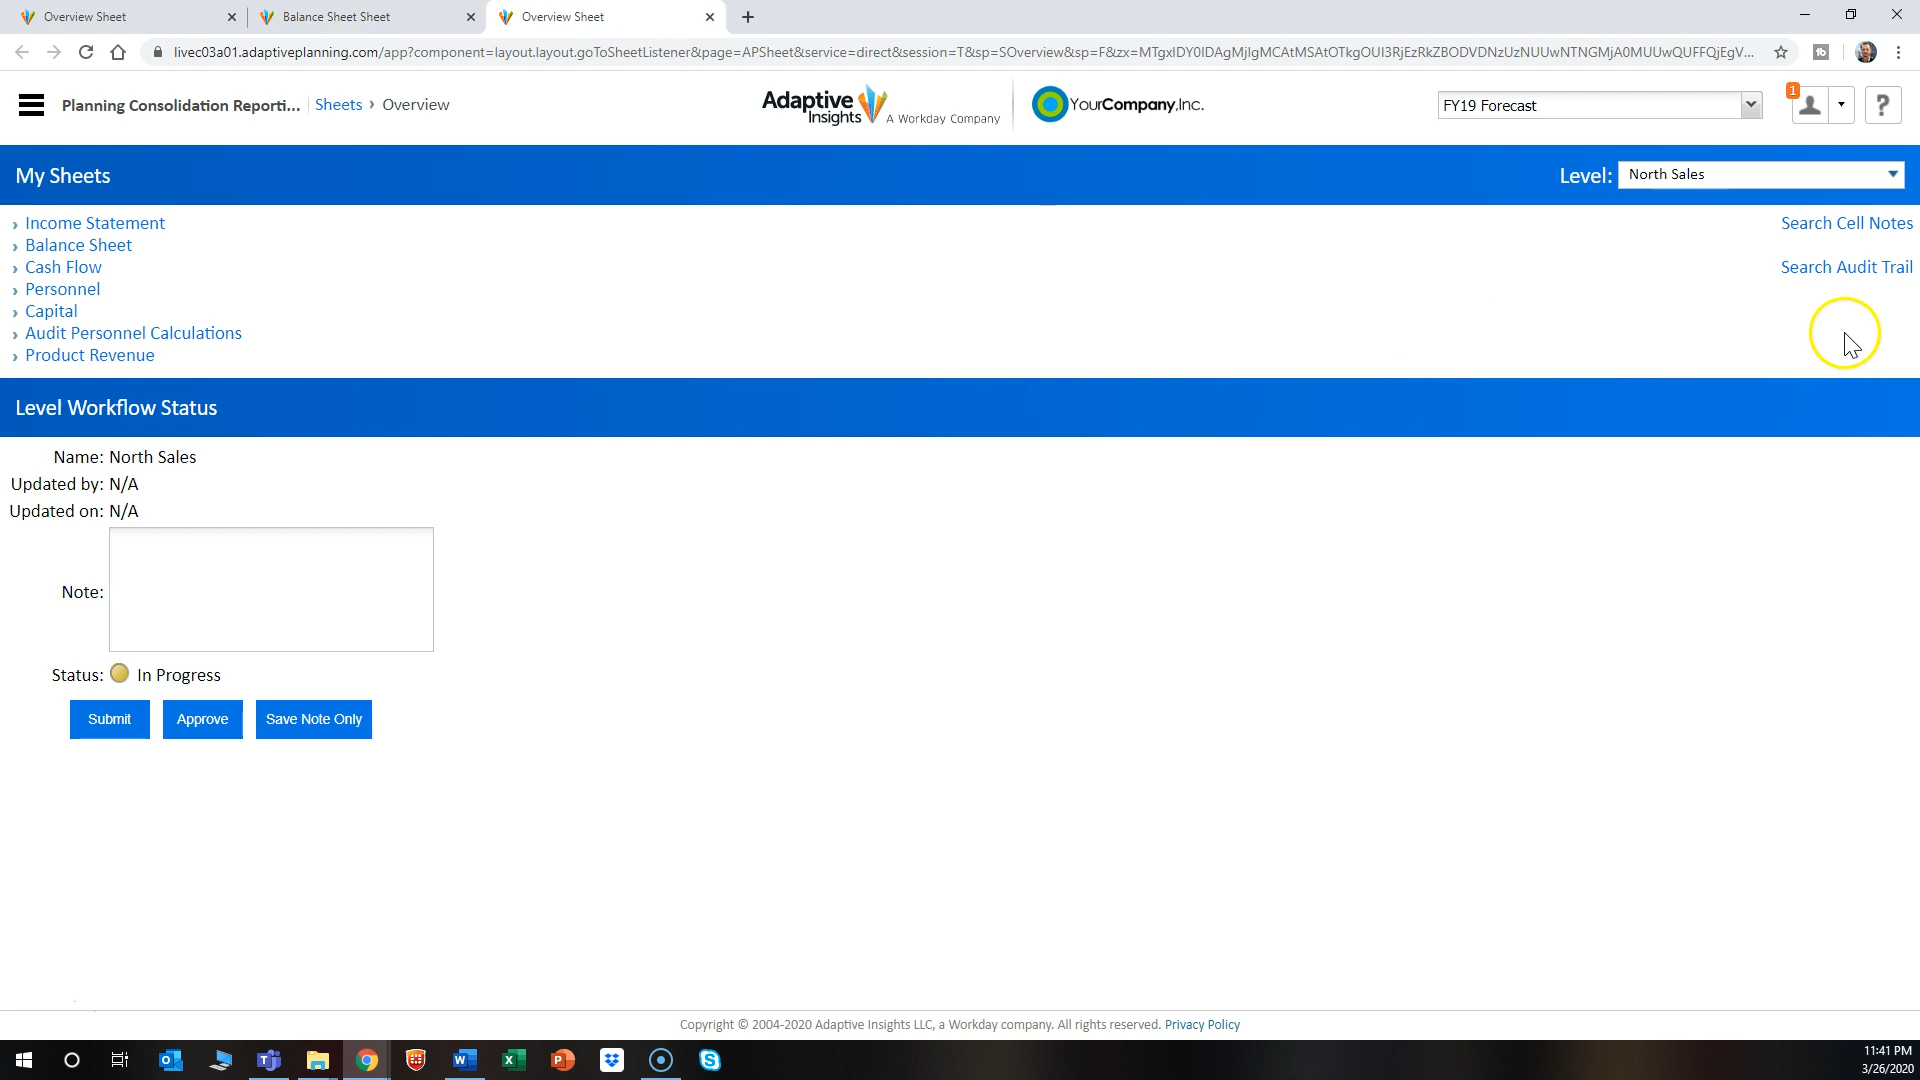 Overview Sheet
Balance Sheet Sheet
Overview Sheet
livec03a01.adaptiveplanning.com/app?component=layout.layout.goToSheetListener&page=APSheet&service=direct&session=T&sp=SOverview&sp=F&zx=
Planning Consolidation Reporti... Sheets › Overview
Adaptive Insights A Workday Company
YourCompany,Inc.
FY19 Forecast
1
?
My Sheets
Level: North Sales
› Income Statement
Search Cell Notes
› Balance Sheet
› Cash Flow
Search Audit Trail
› Personnel
› Capital
› Audit Personnel Calculations
› Product Revenue
Level Workflow Status
Name: North Sales
Updated by: N/A
Updated on: N/A
Note:
Status: In Progress
Submit Approve Save Note Only
Copyright © 2004-2020 Adaptive Insights LLC, a Workday company. All rights reserved. Privacy Policy
11:41 PM
3/26/2020